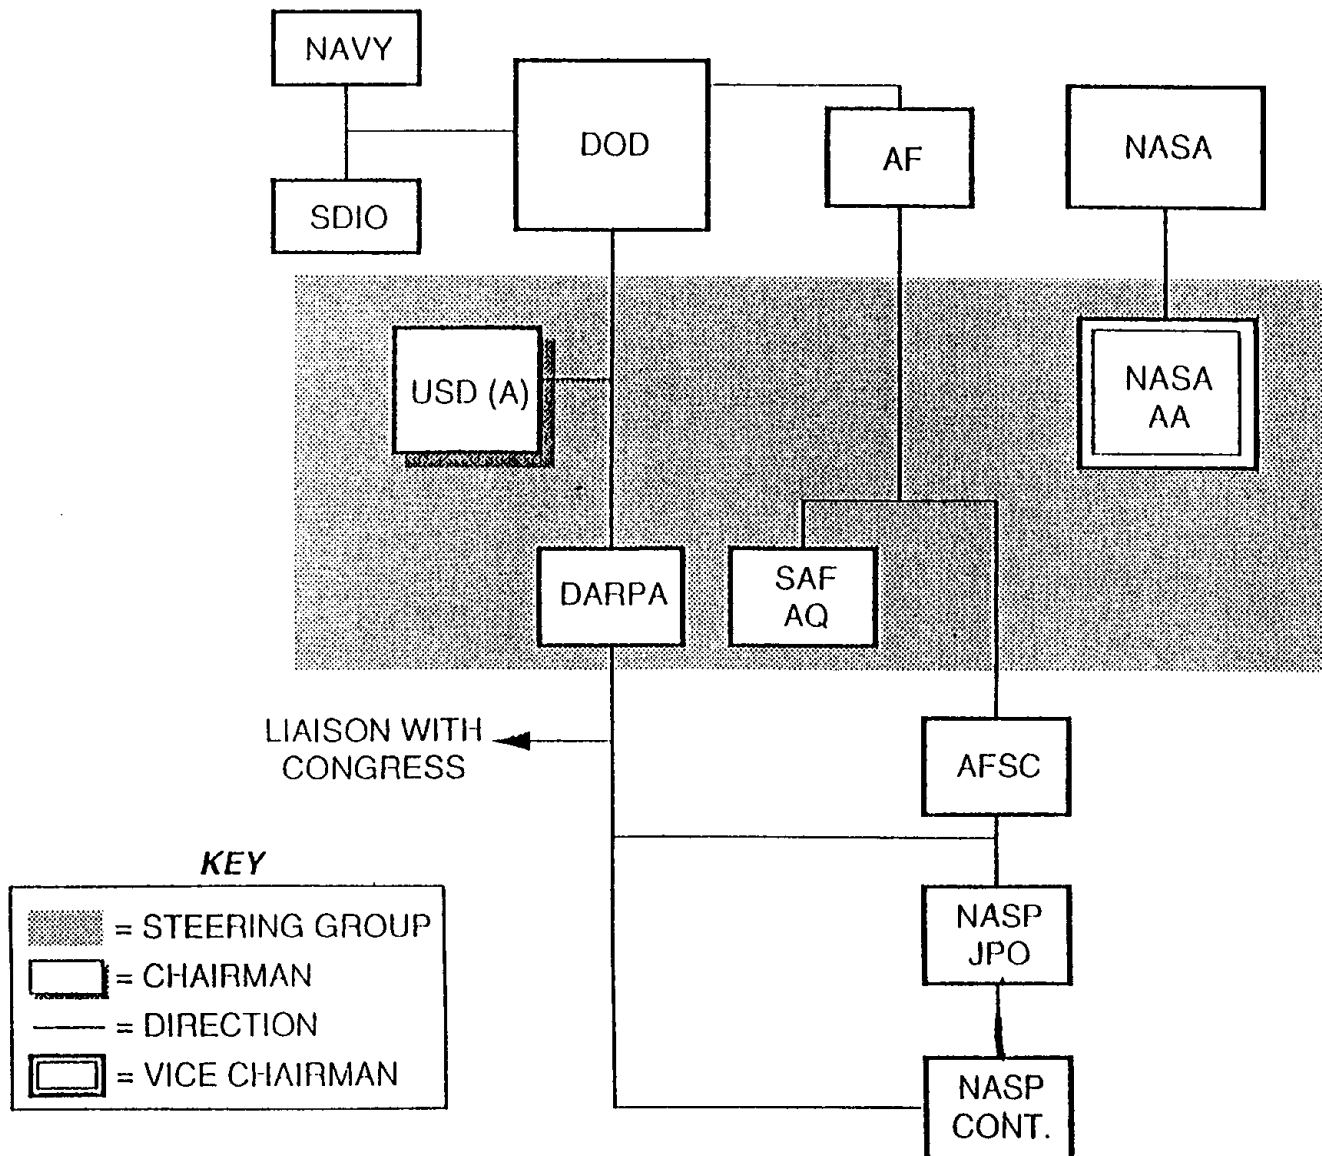 NAVY
DOD
AF
NASA
SDIO
USD (A)
NASA
AA
DARPA
SAF
AQ
LIAISON WITH
CONGRESS
AFSC
NASP
JPO
NASP
CONT.
KEY
= STEERING GROUP
= CHAIRMAN
= DIRECTION
= VICE CHAIRMAN